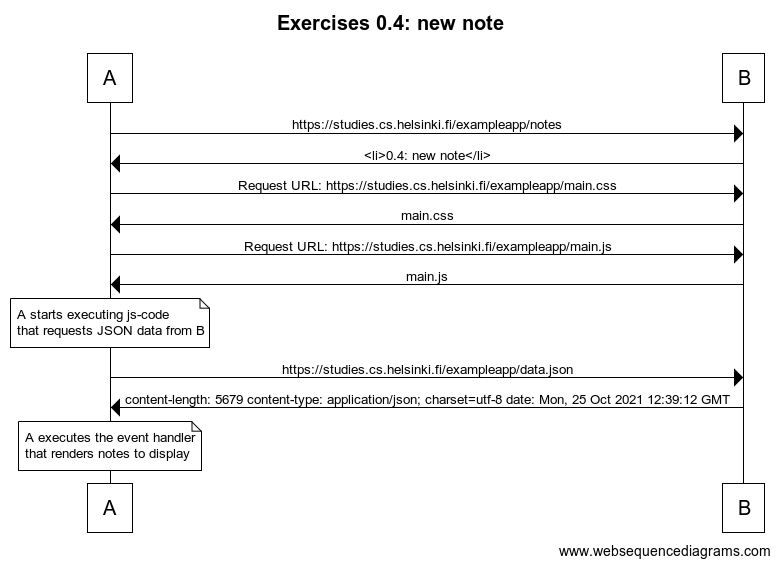 Exercises 0.4: new note
A
B
https://studies.cs.helsinki.fi/exampleapp/notes
<li>0.4: new note</li>
Request URL: https://studies.cs.helsinki.fi/exampleapp/main.css
main.css
Request URL: https://studies.cs.helsinki.fi/exampleapp/main.js
main.js
A starts executing js-code
that requests JSON data from B
https://studies.cs.helsinki.fi/exampleapp/data.json
content-length: 5679 content-type: application/json; charset=utf-8 date: Mon, 25 Oct 2021 12:39:12 GMT
A executes the event handler
that renders notes to display
A
B
www.websequencediagrams.com